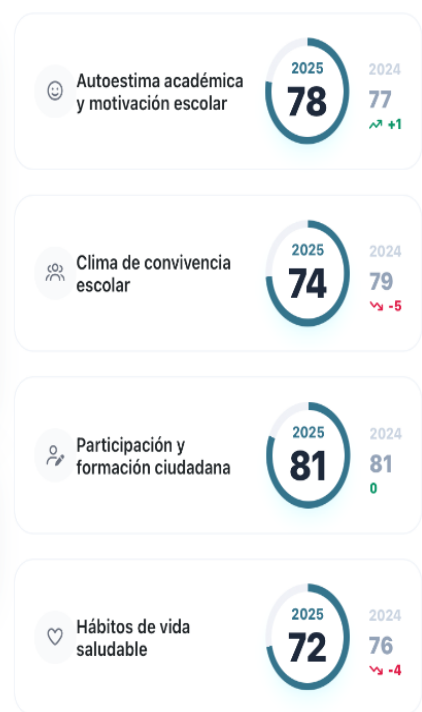 Autoestima académica
y motivación escolar
2025
78
2024
77
+1
Clima de convivencia
escolar
2025
74
2024
79
-5
Participación y
formación ciudadana
2025
81
2024
81
0
Hábitos de vida
saludable
2025
72
2024
76
-4